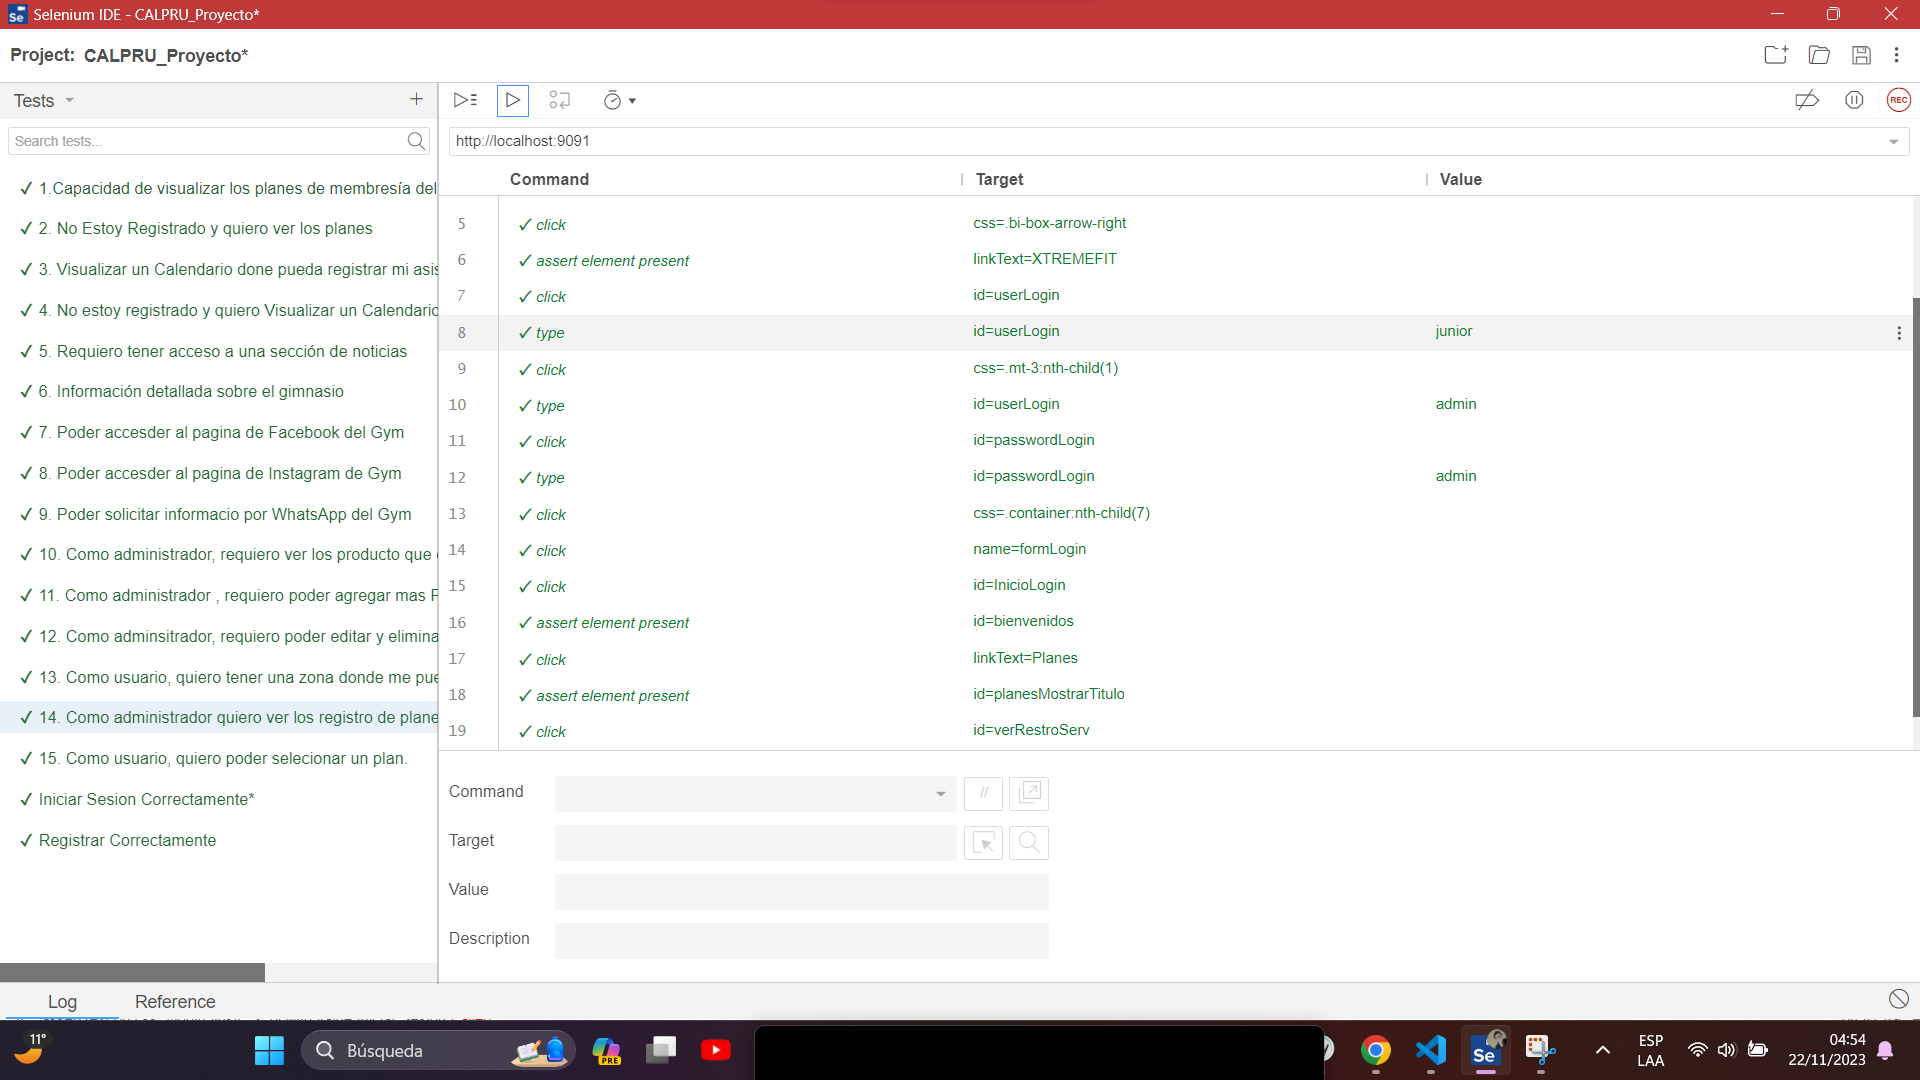 Selenium IDE - CALPRU_Proyecto*
Project: CALPRU_Proyecto*
Tests
Search tests...
✓ 1.Capacidad de visualizar los planes de membresía del
✓ 2. No Estoy Registrado y quiero ver los planes
✓ 3. Visualizar un Calendario done pueda registrar mi asis
✓ 4. No estoy registrado y quiero Visualizar un Calendario
✓ 5. Requiero tener acceso a una sección de noticias
✓ 6. Información detallada sobre el gimnasio
✓ 7. Poder accesder al pagina de Facebook del Gym
✓ 8. Poder accesder al pagina de Instagram de Gym
✓ 9. Poder solicitar informacio por WhatsApp del Gym
✓ 10. Como administrador, requiero ver los producto que
✓ 11. Como administrador , requiero poder agregar mas
✓ 12. Como adminsitrador, requiero poder editar y elimina
✓ 13. Como usuario, quiero tener una zona donde me pue
✓ 14. Como administrador quiero ver los registro de plane
✓ 15. Como usuario, quiero poder selecionar un plan.
✓ Iniciar Sesion Correctamente*
✓ Registrar Correctamente
REC
http://localhost:9091
Command Target Value
5 ✓ click css=.bi-box-arrow-right
6 ✓ assert element present linkText=XTREMEFIT
7 ✓ click id=userLogin
8 ✓ type id=userLogin junior
9 ✓ click css=.mt-3:nth-child(1)
10 ✓ type id=userLogin admin
11 ✓ click id=passwordLogin
12 ✓ type id=passwordLogin admin
13 ✓ click css=.container:nth-child(7)
14 ✓ click name=formLogin
15 ✓ click id=InicioLogin
16 ✓ assert element present id=bienvenidos
17 ✓ click linkText=Planes
18 ✓ assert element present id=planesMostrarTitulo
19 ✓ click id=verRestroServ
Command
//
Target
Value
Description
Log Reference
11°
Búsqueda
PRE
Se
ESP
LAA
04:54
22/11/2023